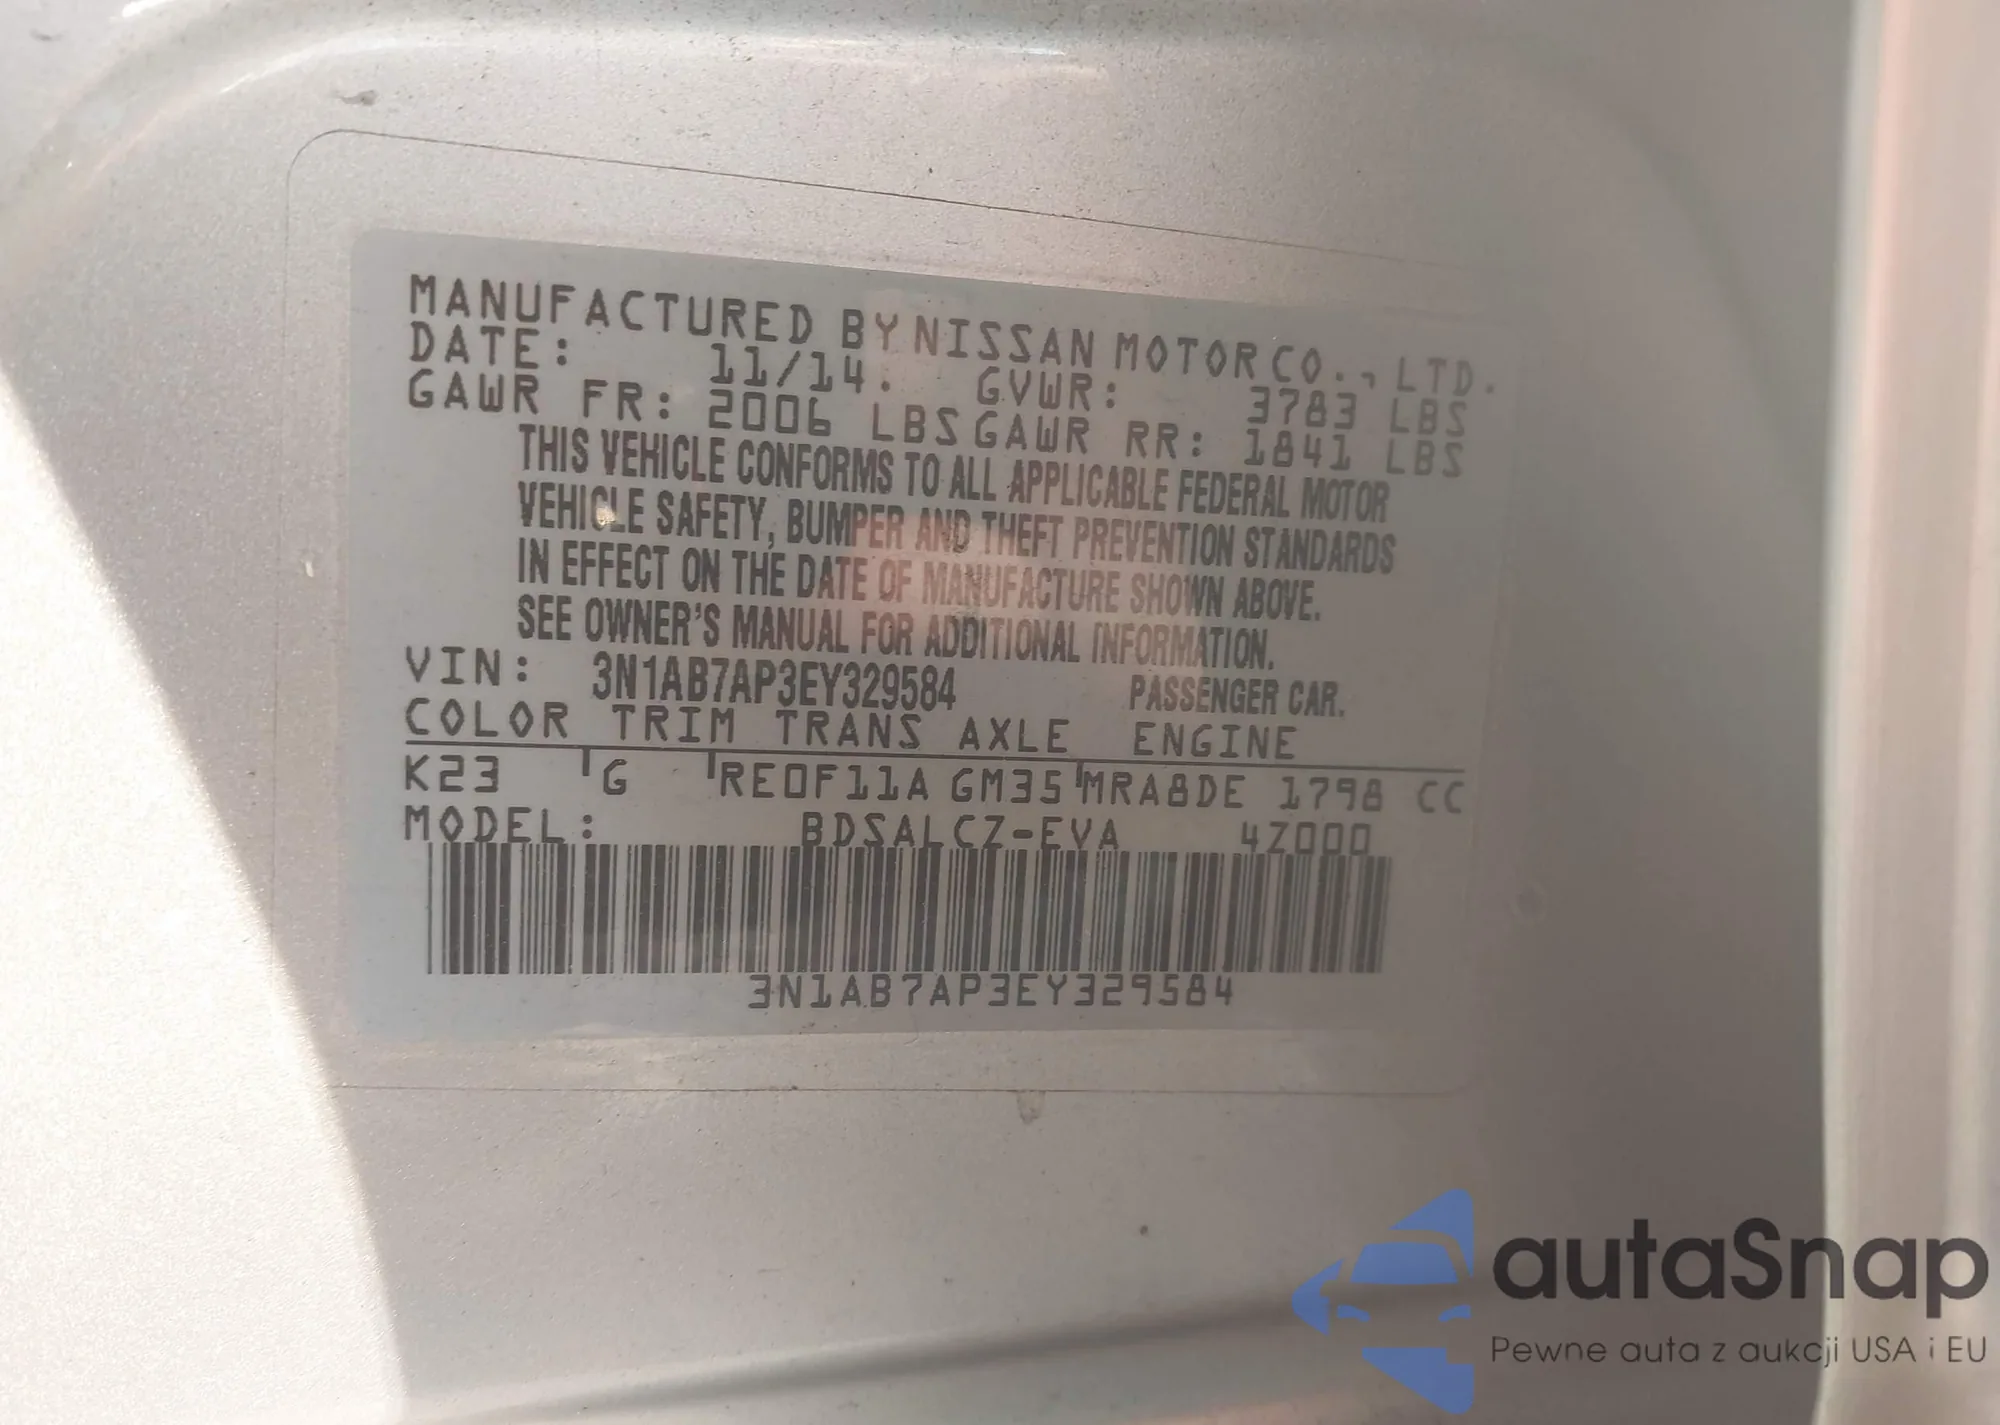 MANUFACTURED BY NISSAN MOTOR CO., LTD.
DATE: 11/14. GVWR: 3783 LBS
GAWR FR: 2006 LBS GAWR RR: 1841 LBS
THIS VEHICLE CONFORMS TO ALL APPLICABLE FEDERAL MOTOR
VEHICLE SAFETY, BUMPER AND THEFT PREVENTION STANDARDS
IN EFFECT ON THE DATE OF MANUFACTURE SHOWN ABOVE.
SEE OWNER'S MANUAL FOR ADDITIONAL INFORMATION.
VIN: 3N1AB7AP3EY329584 PASSENGER CAR.
COLOR TRIM TRANS AXLE ENGINE
K23 G RE0F11A GM35 MRA8DE 1798 CC
MODEL: BDSALCZ-EVA 4Z000
3N1AB7AP3EY329584
autaSnap
Pewne auta z aukcji USA i EU